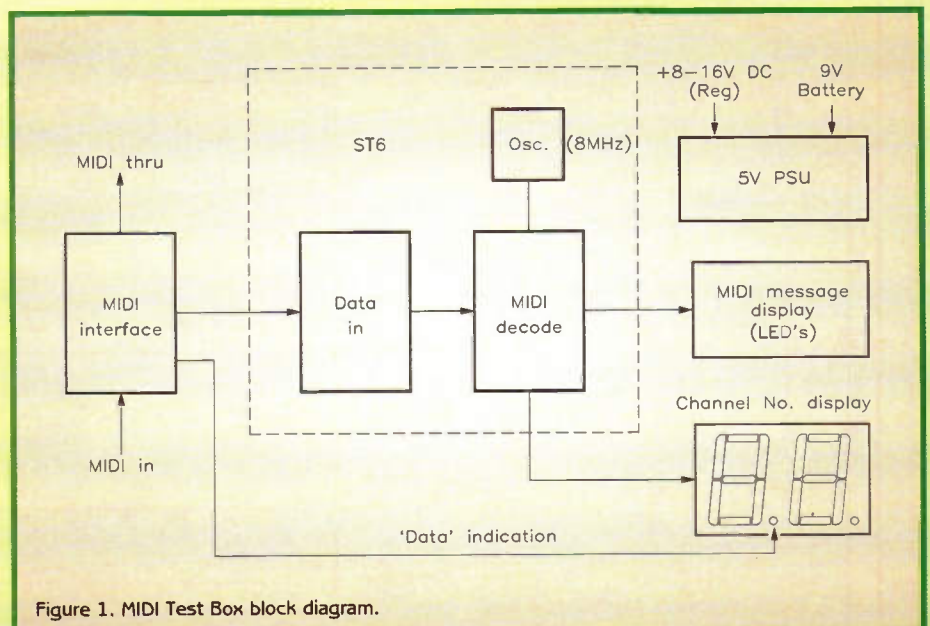 +8–16V DC
(Reg)
9V
Battery
ST6
Osc.
(8MHz)
MIDI thru
5V PSU
MIDI
interface
Data
in
MIDI
decode
MIDI message
display
(LED's)
Channel No. display
MIDI in
'Data' indication
Figure 1. MIDI Test Box block diagram.